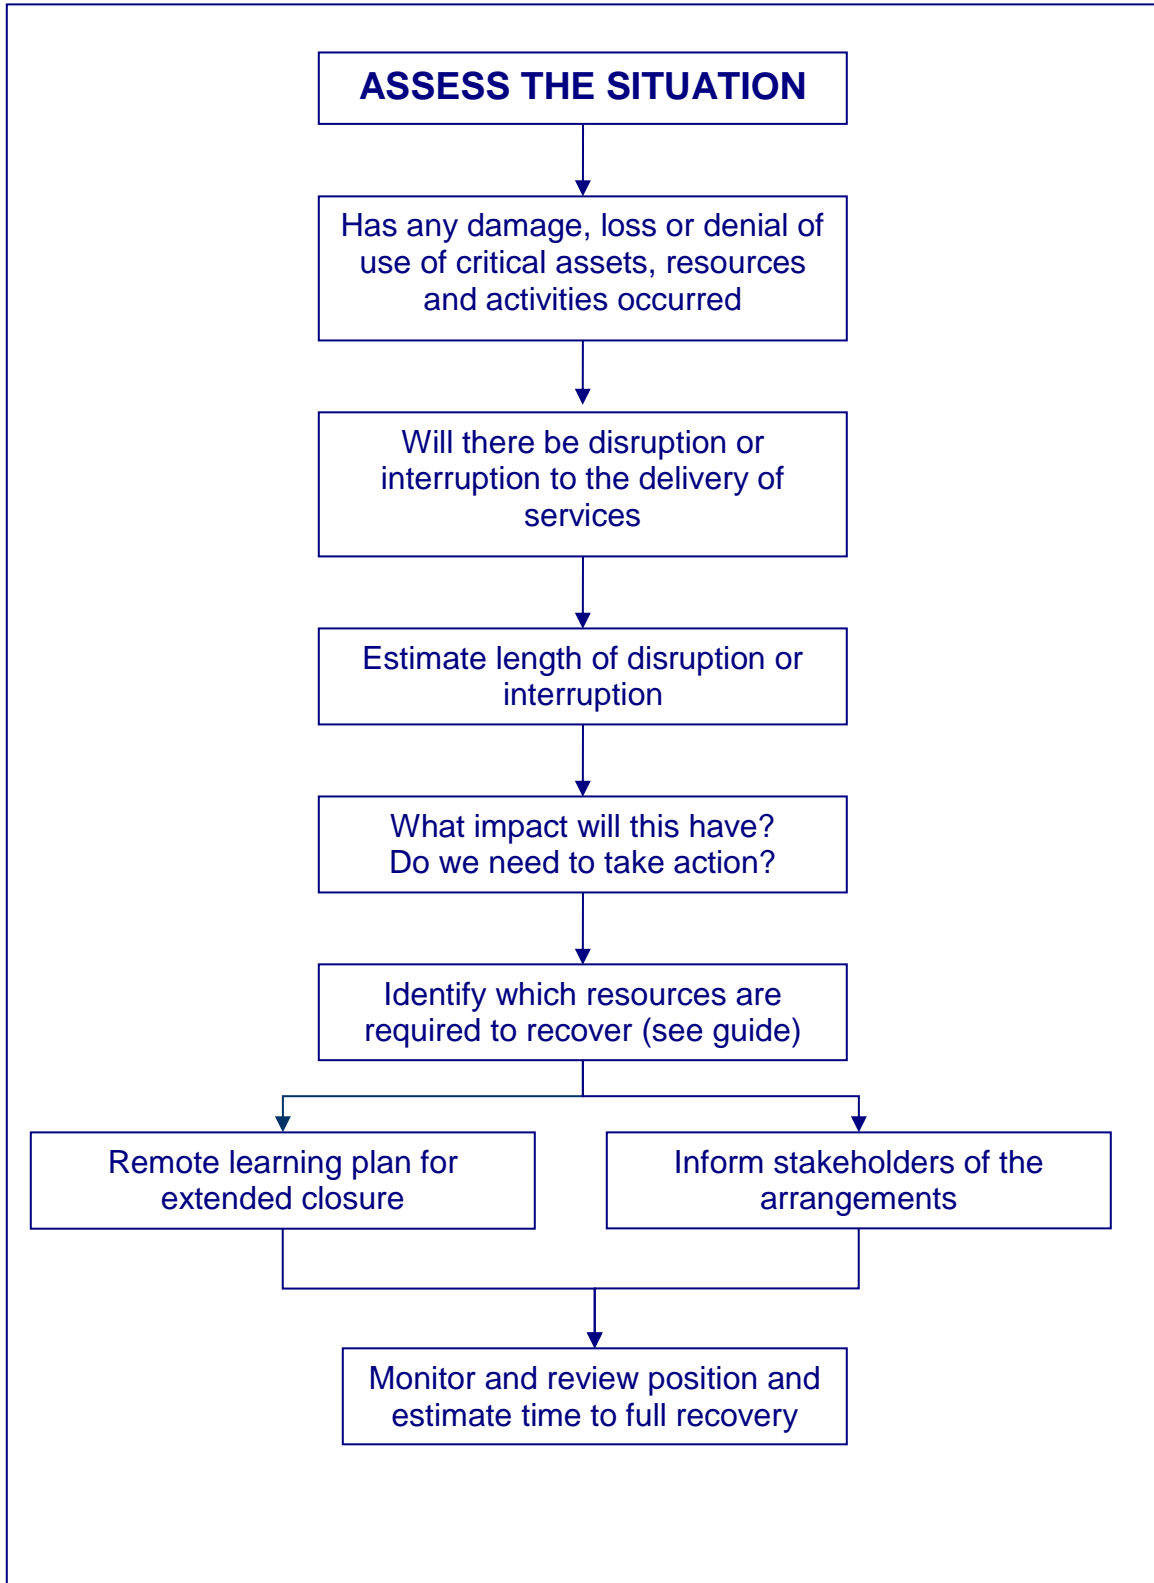 ASSESS THE SITUATION
Has any damage, loss or denial of
use of critical assets, resources
and activities occurred
Will there be disruption or
interruption to the delivery of
services
Estimate length of disruption or
interruption
What impact will this have?
Do we need to take action?
Identify which resources are
required to recover (see guide)
Remote learning plan for
extended closure
Inform stakeholders of the
arrangements
Monitor and review position and
estimate time to full recovery